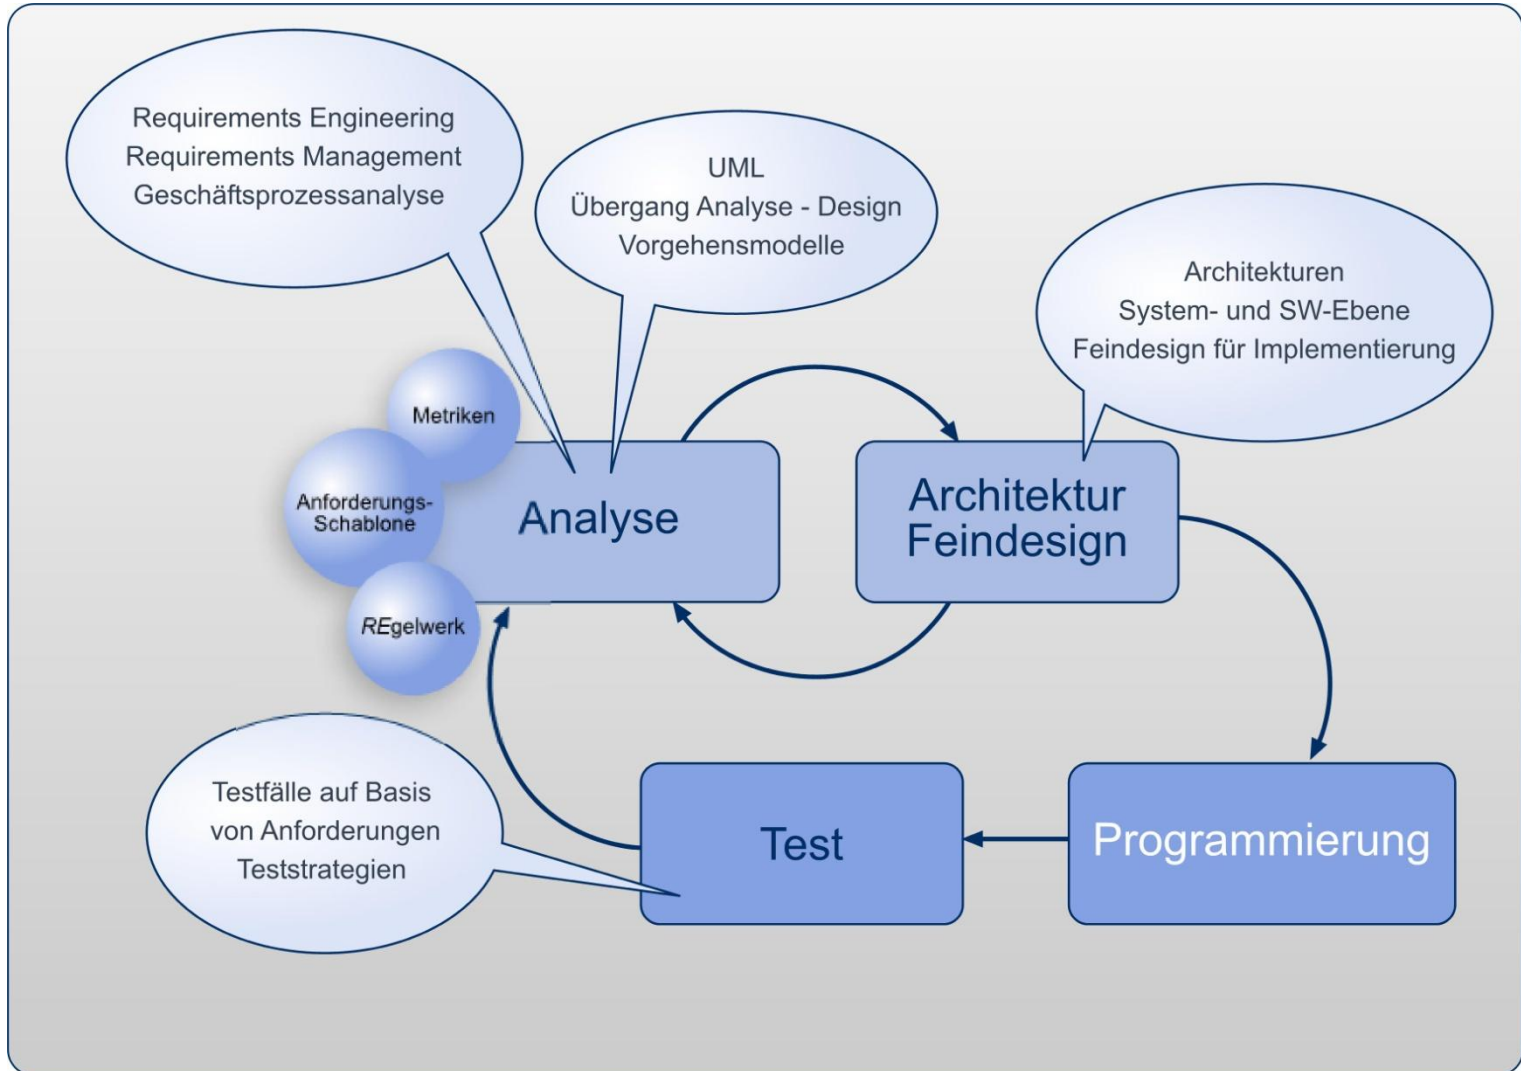 Requirements Engineering
Requirements Management
Geschäftsprozessanalyse
UML
Übergang Analyse - Design
Vorgehensmodelle
Architekturen
System- und SW-Ebene
Feindesign für Implementierung
Metriken
Anforderungs-
Schablone
REgelwerk
Analyse
Architektur
Feindesign
Testfälle auf Basis
von Anforderungen
Teststrategien
Test
Programmierung